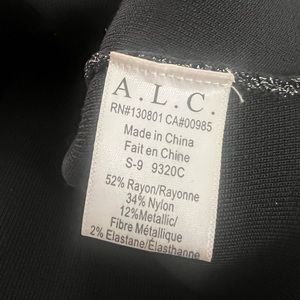 A.L.C.
RN#130801 CA#00985
Made in China
Fait en Chine
S-9 9320C
52% Rayon/Rayonne
34% Nylon
12%Metallic/
Fibre Métallique
2% Elastane/Élasthanne